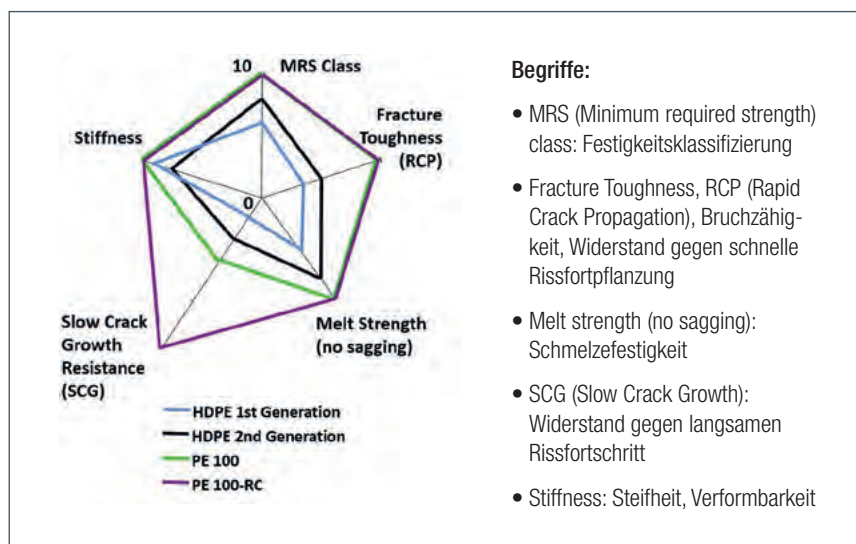 10
MRS Class
Fracture
Toughness
(RCP)
Stiffness
0
Slow Crack
Growth
Resistance
(SCG)
Melt Strength
(no sagging)
HDPE 1st Generation
HDPE 2nd Generation
PE 100
PE 100-RC
Begriffe:
• MRS (Minimum required strength)
class: Festigkeitsklassifizierung
• Fracture Toughness, RCP (Rapid
Crack Propagation), Bruchzähig-
keit, Widerstand gegen schnelle
Rissfortpflanzung
• Melt strength (no sagging):
Schmelzefestigkeit
• SCG (Slow Crack Growth):
Widerstand gegen langsamen
Rissfortschritt
• Stiffness: Steifheit, Verformbarkeit